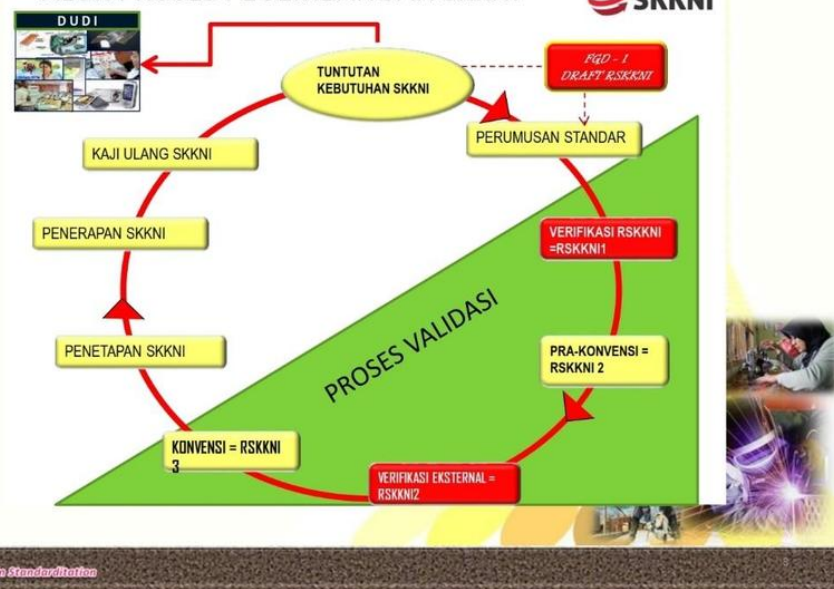 SKKNI
DUDI
TUNTUTAN
KEBUTUHAN SKKNI
FGD - 1
DRAFT RSKKNI
PERUMUSAN STANDAR
KAJI ULANG SKKNI
VERIFIKASI RSKKNI
=RSKKNI1
PENERAPAN SKKNI
PROSES VALIDASI
PENETAPAN SKKNI
PRA-KONVENSI =
RSKKNI 2
KONVENSI = RSKKNI
3
VERIFIKASI EKSTERNAL =
RSKKNI2
n Standarditation